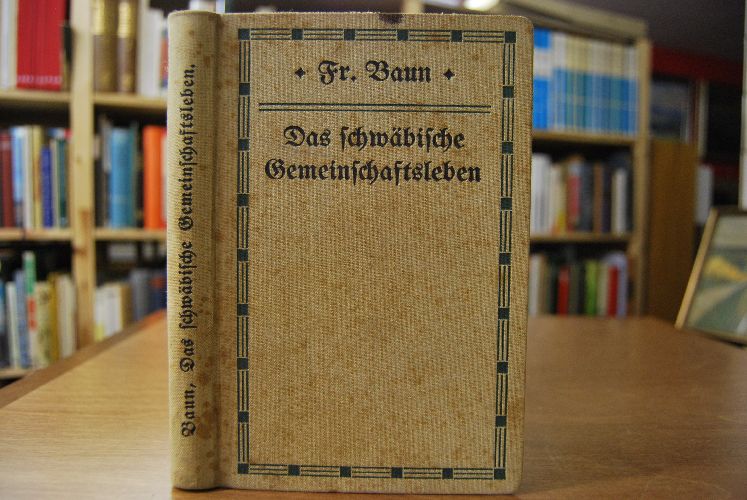 Fr. Baun
Das schwäbische
Gemeinschaftsleben
Baun, Das schwäbische Gemeinschaftsleben.